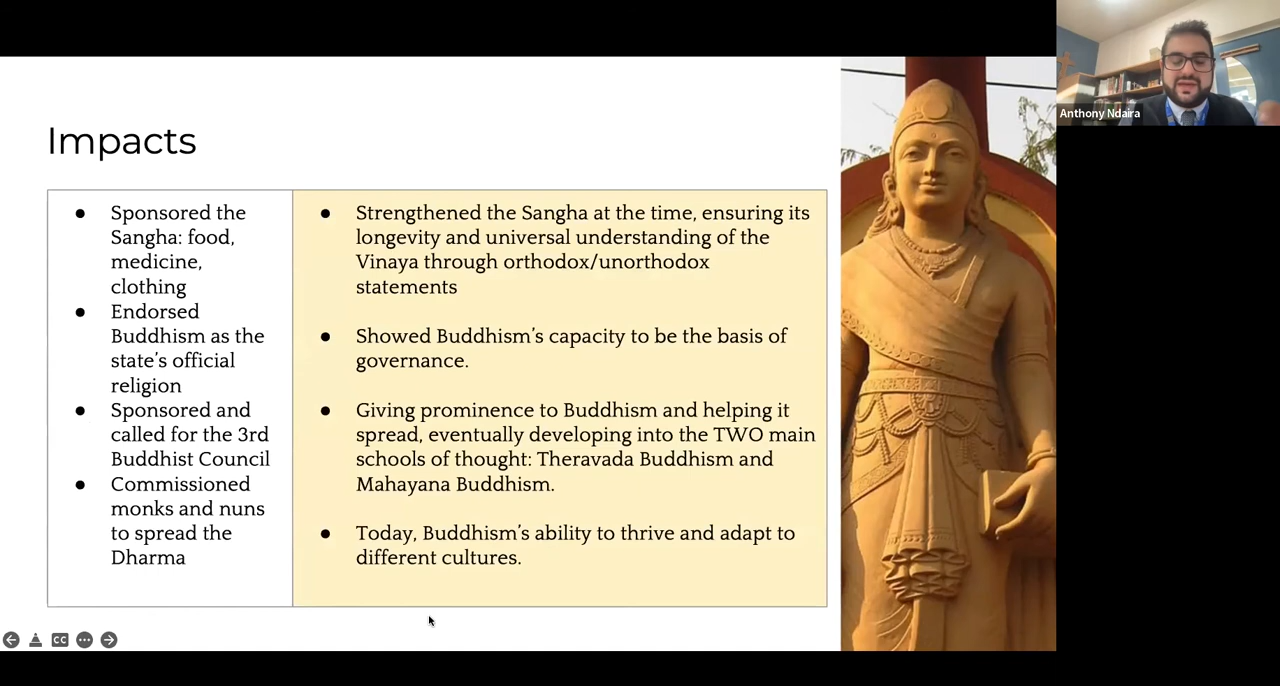 Impacts
● Sponsored the
Sangha: food,
medicine,
clothing
● Endorsed
Buddhism as the
state’s official
religion
● Sponsored and
called for the 3rd
Buddhist Council
● Commissioned
monks and nuns
to spread the
Dharma
● Strengthened the Sangha at the time, ensuring its
longevity and universal understanding of the
Vinaya through orthodox/unorthodox
statements
● Showed Buddhism’s capacity to be the basis of
governance.
● Giving prominence to Buddhism and helping it
spread, eventually developing into the TWO main
schools of thought: Theravada Buddhism and
Mahayana Buddhism.
● Today, Buddhism’s ability to thrive and adapt to
different cultures.
Anthony Ndaira
CC